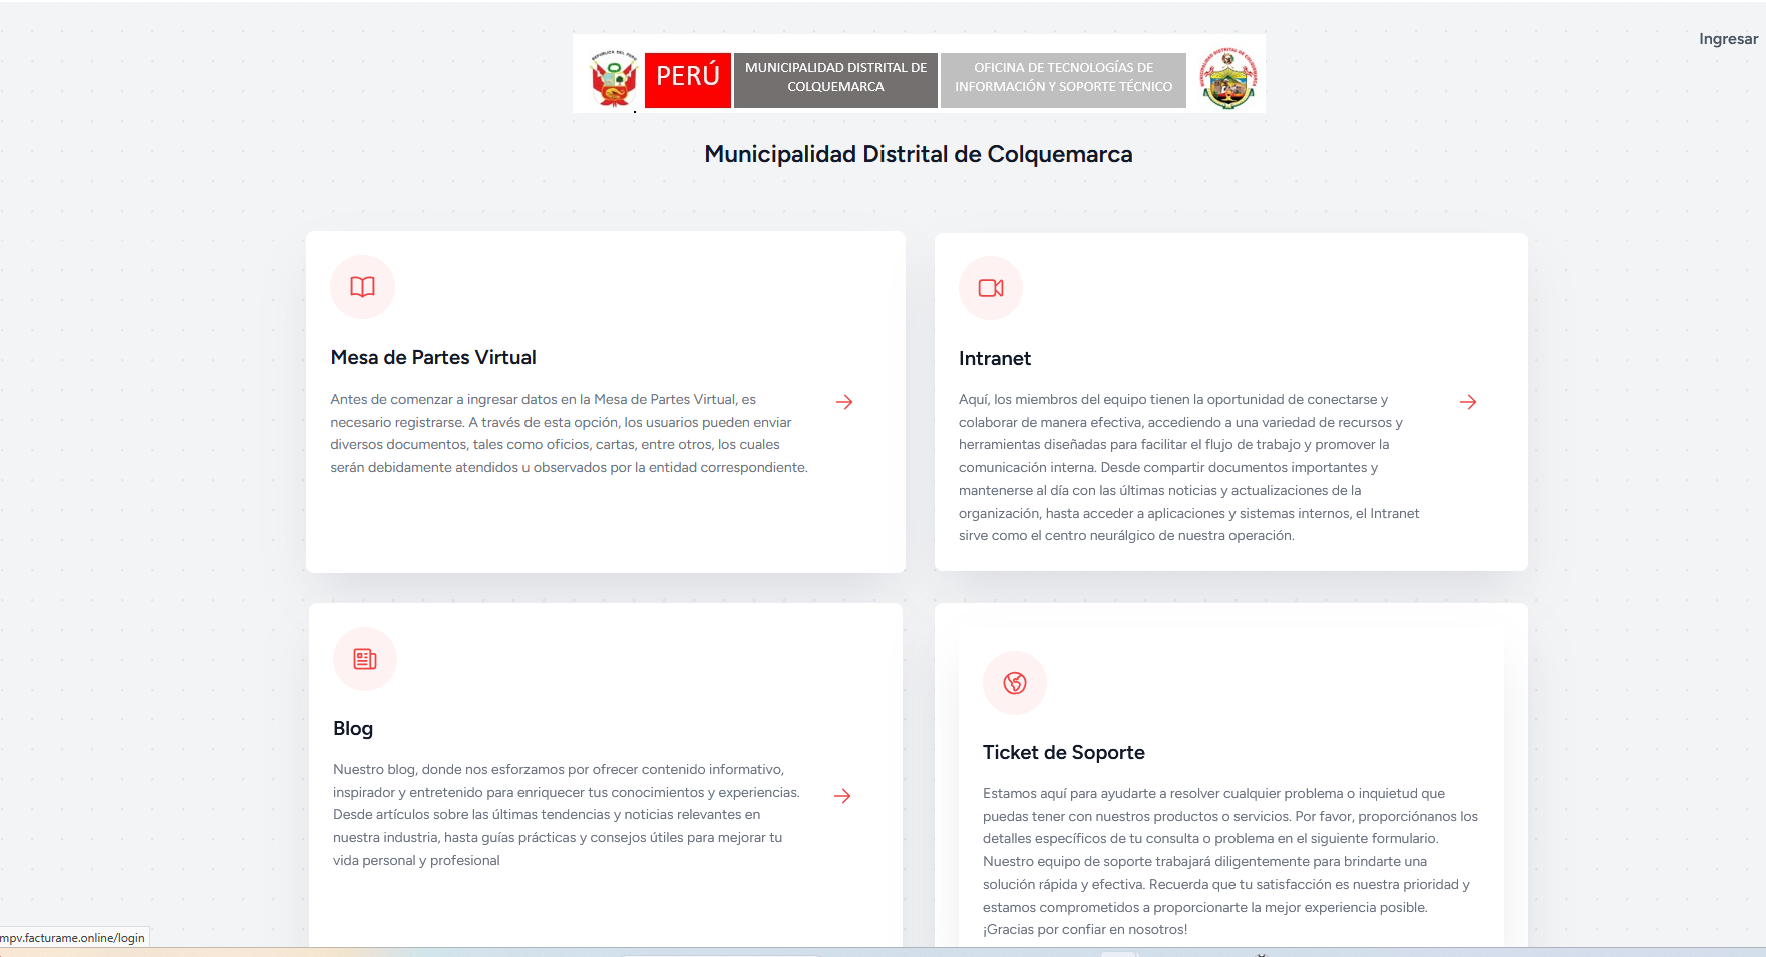 Ingresar
PERÚ
MUNICIPALIDAD DISTRITAL DE
COLQUEMARCA
OFICINA DE TECNOLOGÍAS DE
INFORMACIÓN Y SOPORTE TÉCNICO
Municipalidad Distrital de Colquemarca
Mesa de Partes Virtual
Antes de comenzar a ingresar datos en la Mesa de Partes Virtual, es
necesario registrarse. A través de esta opción, los usuarios pueden enviar
diversos documentos, tales como oficios, cartas, entre otros, los cuales
serán debidamente atendidos u observados por la entidad correspondiente.
Intranet
Aquí, los miembros del equipo tienen la oportunidad de conectarse y
colaborar de manera efectiva, accediendo a una variedad de recursos y
herramientas diseñadas para facilitar el flujo de trabajo y promover la
comunicación interna. Desde compartir documentos importantes y
mantenerse al día con las últimas noticias y actualizaciones de la
organización, hasta acceder a aplicaciones y sistemas internos, el Intranet
sirve como el centro neurálgico de nuestra operación.
Blog
Nuestro blog, donde nos esforzamos por ofrecer contenido informativo,
inspirador y entretenido para enriquecer tus conocimientos y experiencias.
Desde artículos sobre las últimas tendencias y noticias relevantes en
nuestra industria, hasta guías prácticas y consejos útiles para mejorar tu
vida personal y profesional
Ticket de Soporte
Estamos aquí para ayudarte a resolver cualquier problema o inquietud que
puedas tener con nuestros productos o servicios. Por favor, proporciónanos los
detalles específicos de tu consulta o problema en el siguiente formulario.
Nuestro equipo de soporte trabajará diligentemente para brindarte una
solución rápida y efectiva. Recuerda que tu satisfacción es nuestra prioridad y
estamos comprometidos a proporcionarte la mejor experiencia posible.
¡Gracias por confiar en nosotros!
mpv.facturame.online/login